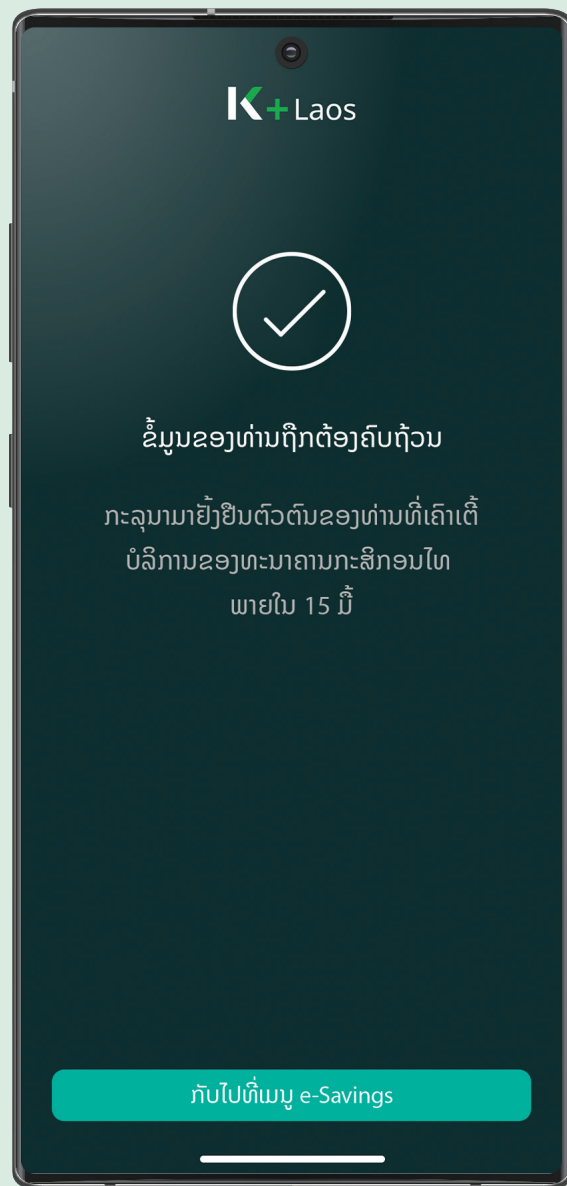 K+ Laos
ຂໍ້ມູນຂອງທ່ານຖືກຕ້ອງຄົບຖ້ວນ
ກະລຸນາມາຢັ້ງຢືນຕົວຕົນຂອງທ່ານທີ່ເຄົາເຕີ້
ບໍລິການຂອງທະນາຄານກະສິກອນໄທ
ພາຍໃນ 15 ມື້
ກັບໄປທີ່ເມນູ e-Savings